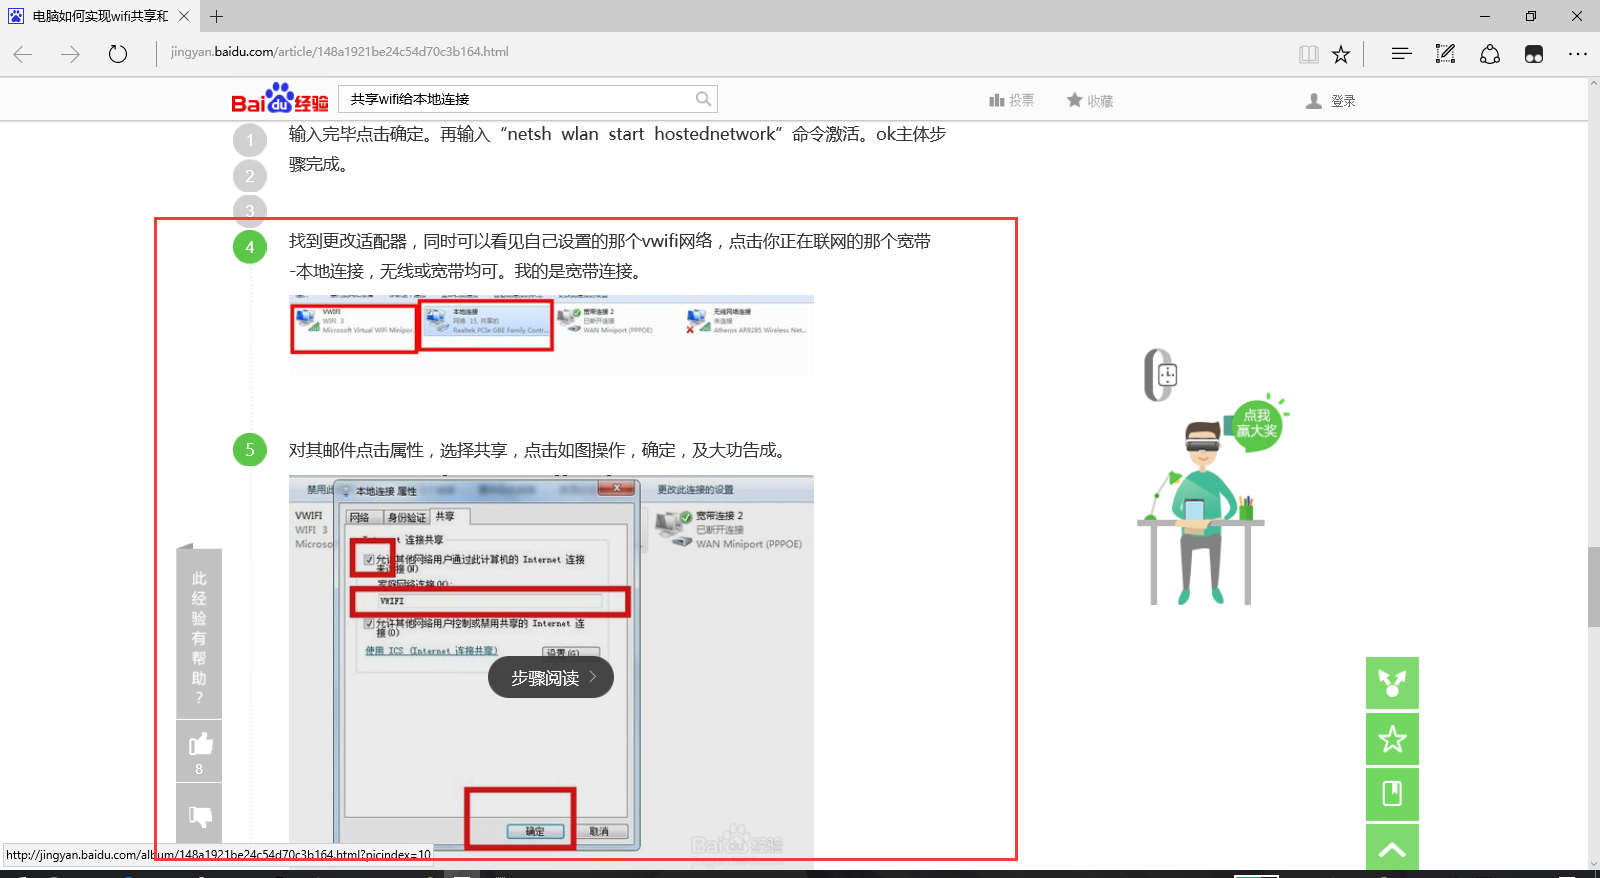 电脑如何实现wifi共享和
jingyan.baidu.com/article/148a1921be24c54d70c3b164.html
Bai du 经验
共享wifi给本地连接
投票
收藏
登录
1
输入完毕点击确定。再输入“netsh wlan start hostednetwork”命令激活。ok主体步
骤完成。
2
3
4
找到更改适配器，同时可以看见自己设置的那个vwifi网络，点击你正在联网的那个宽带
-本地连接，无线或宽带均可。我的是宽带连接。
VWIFI
WIFI 3
Microsoft Virtual WiFi Minipor...
本地连接
网络 15, 共享的
Realtek PCIe GBE Family Contr...
宽带连接 2
已断开连接
WAN Miniport (PPPOE)
无线网络连接
未连接
Atheros AR9285 Wireless Net...
点我
赢大奖
5
对其邮件点击属性，选择共享，点击如图操作，确定，及大功告成。
禁用此
本地连接 属性
更改此连接的设置
VWIFI
WIFI 3
Microso
网络
身份验证
共享
宽带连接 2
已断开连接
WAN Miniport (PPPOE)
Internet 连接共享
允许其他网络用户通过此计算机的 Internet 连接
来连接(N)
家庭网络连接(H):
VWIFI
允许其他网络用户控制或禁用共享的 Internet 连
接(O)
使用 ICS (Internet 连接共享)
设置(G)...
步骤阅读
确定
取消
Bai du 经验
此经验有帮助？
8
http://jingyan.baidu.com/album/148a1921be24c54d70c3b164.html?picindex=10